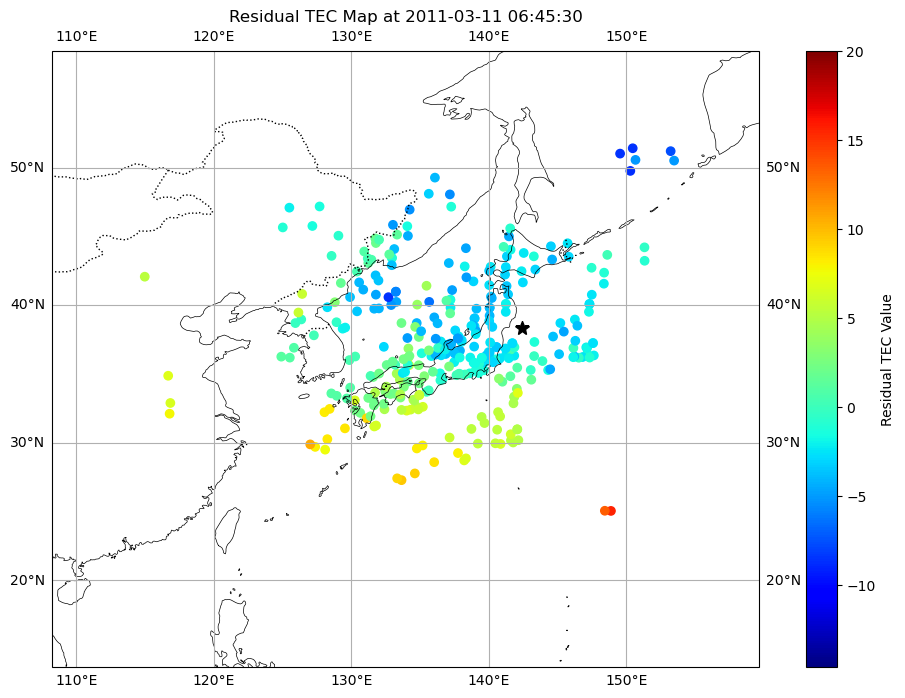 Residual TEC Map at 2011-03-11 06:45:30
110°E 120°E 130°E 140°E 150°E
50°N 50°N
40°N 40°N
30°N 30°N
20°N 20°N
110°E 120°E 130°E 140°E 150°E
20
15
10
5
0
−5
−10
Residual TEC Value